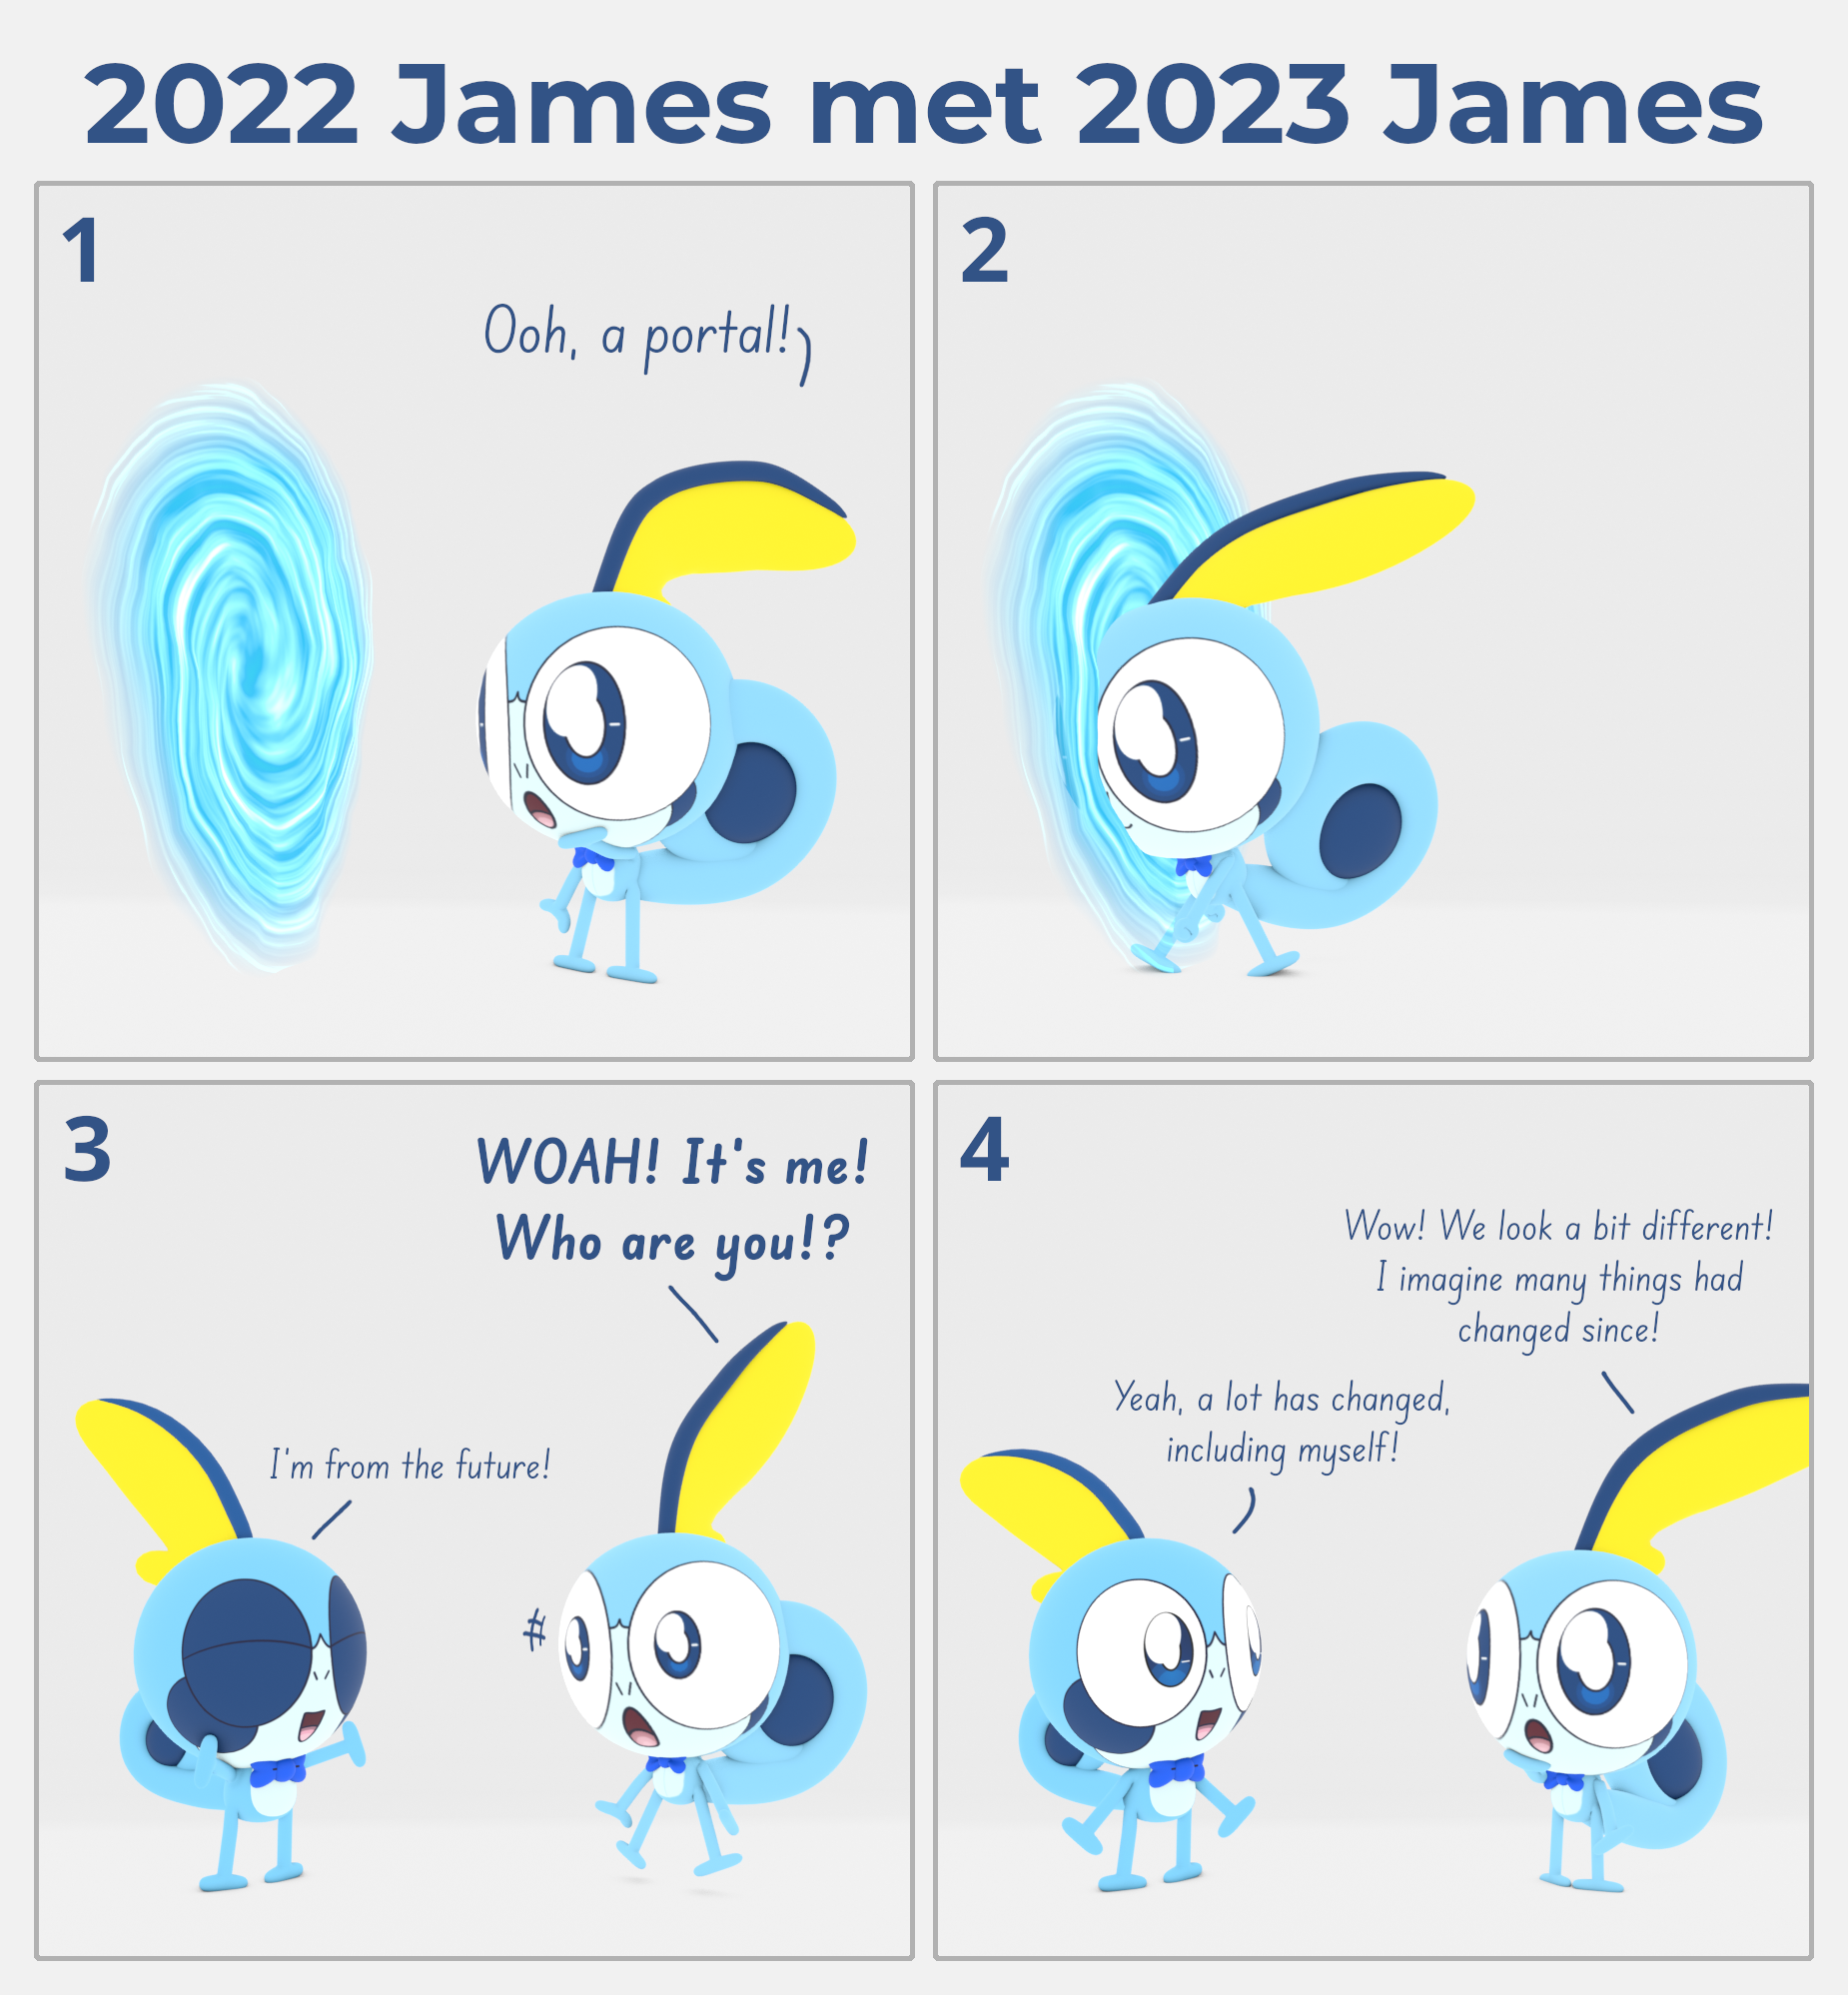 2022 James met 2023 James
1
Ooh, a portal!
2
3
WOAH! It's me!
Who are you!?
I'm from the future!
#
4
Wow! We look a bit different!
I imagine many things had
changed since!
Yeah, a lot has changed,
including myself!